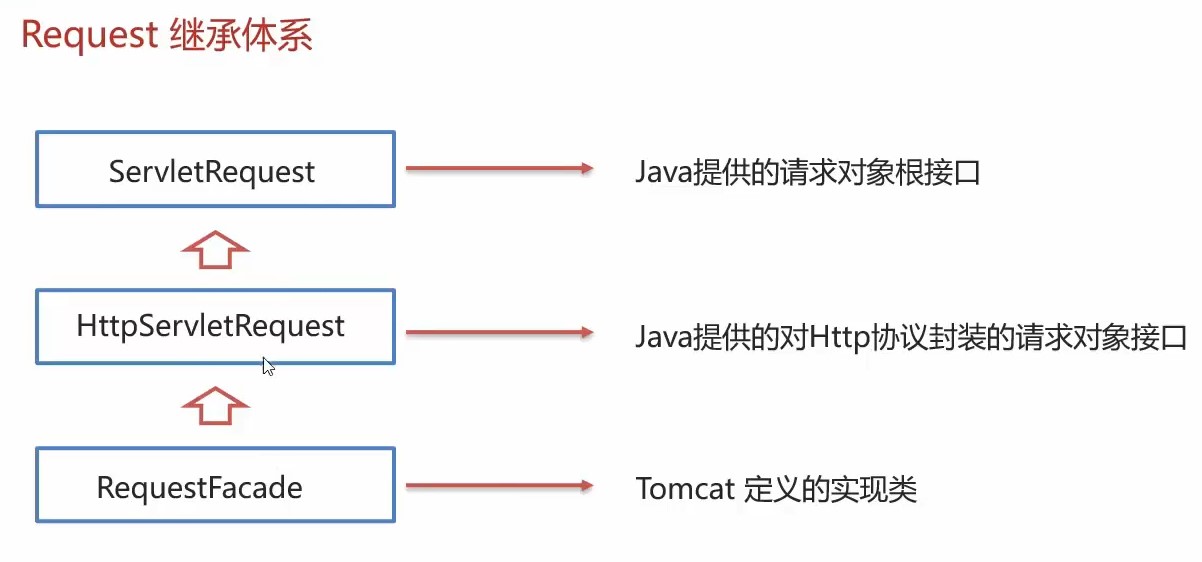 Request 继承体系
ServletRequest
Java提供的请求对象根接口
HttpServletRequest
Java提供的对Http协议封装的请求对象接口
RequestFacade
Tomcat 定义的实现类